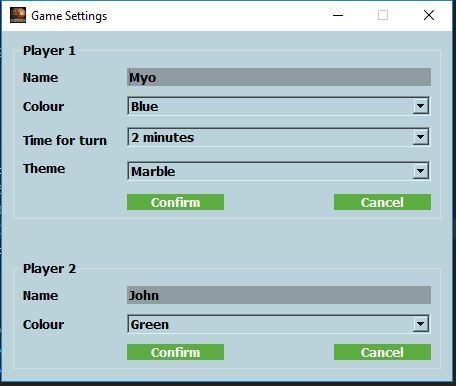 Game Settings
Player 1
Name Myo
Colour Blue
Time for turn 2 minutes
Theme Marble
Confirm Cancel
Player 2
Name John
Colour Green
Confirm Cancel